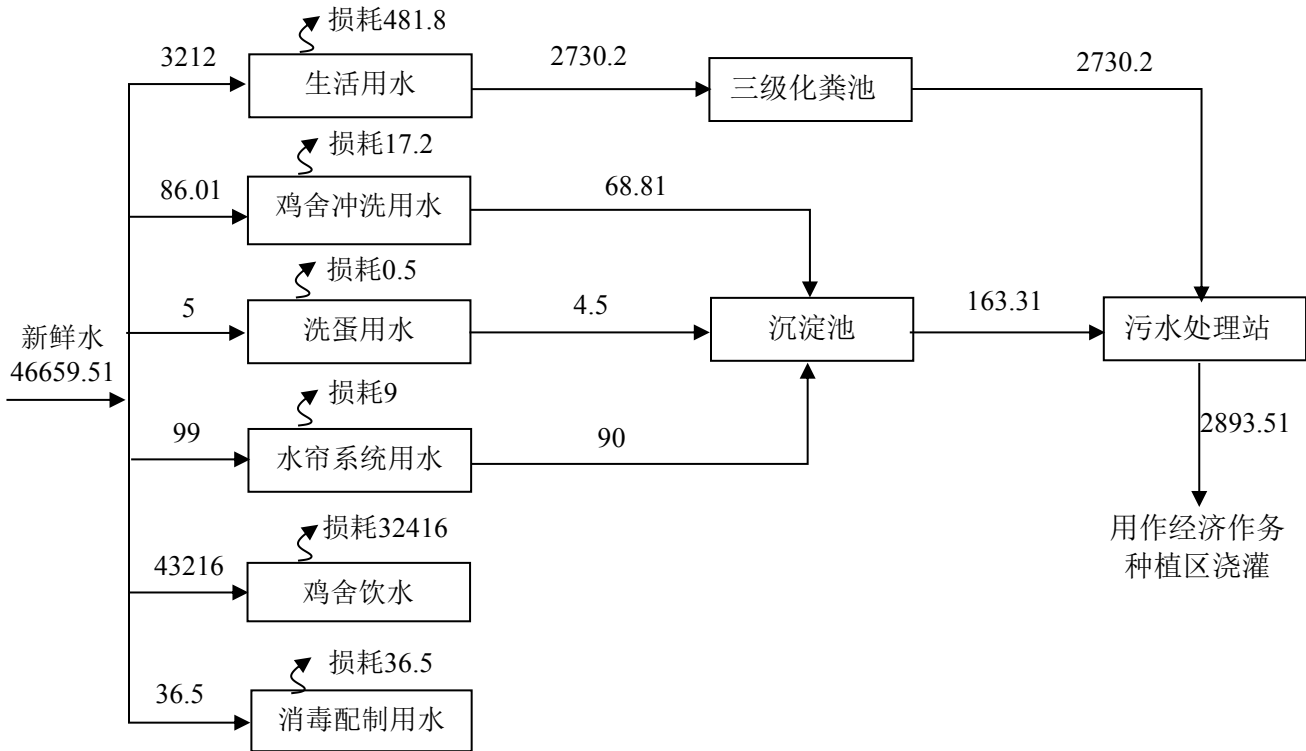 损耗481.8
3212
生活用水
2730.2
三级化粪池
2730.2
损耗17.2
86.01
鸡舍冲洗用水
68.81
损耗0.5
5
洗蛋用水
4.5
沉淀池
163.31
污水处理站
新鲜水
46659.51
损耗9
99
水帘系统用水
90
2893.51
用作经济作务
种植区浇灌
损耗32416
43216
鸡舍饮水
损耗36.5
36.5
消毒配制用水